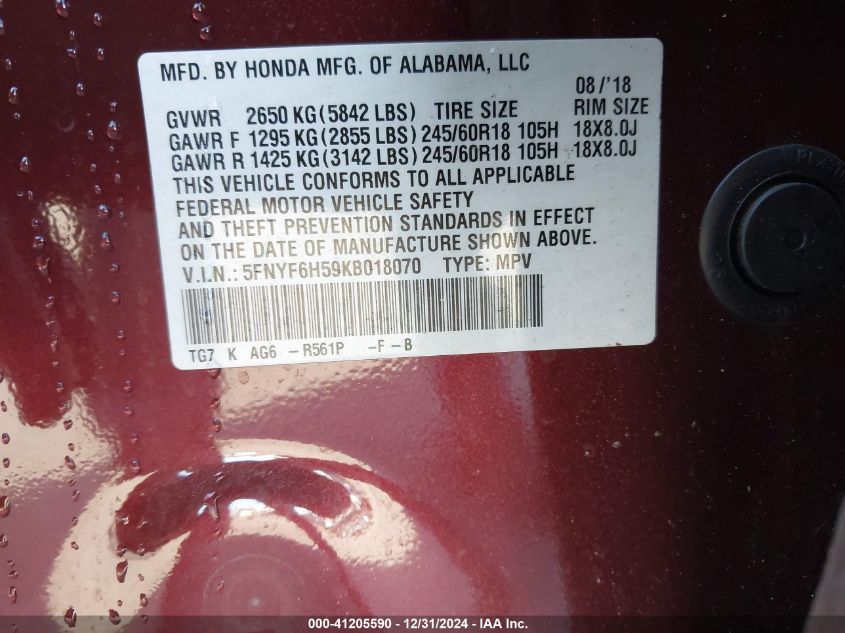 MFD. BY HONDA MFG. OF ALABAMA, LLC
08/'18
GVWR 2650 KG(5842 LBS) TIRE SIZE RIM SIZE
GAWR F 1295 KG(2855 LBS) 245/60R18 105H 18X8.0J
GAWR R 1425 KG(3142 LBS) 245/60R18 105H 18X8.0J
THIS VEHICLE CONFORMS TO ALL APPLICABLE
FEDERAL MOTOR VEHICLE SAFETY
AND THEFT PREVENTION STANDARDS IN EFFECT
ON THE DATE OF MANUFACTURE SHOWN ABOVE.
V.I.N.: 5FNYF6H59KB018070 TYPE: MPV
TG7 K AG6 -R561P -F-B
000-41205590 - 12/31/2024 - IAA Inc.